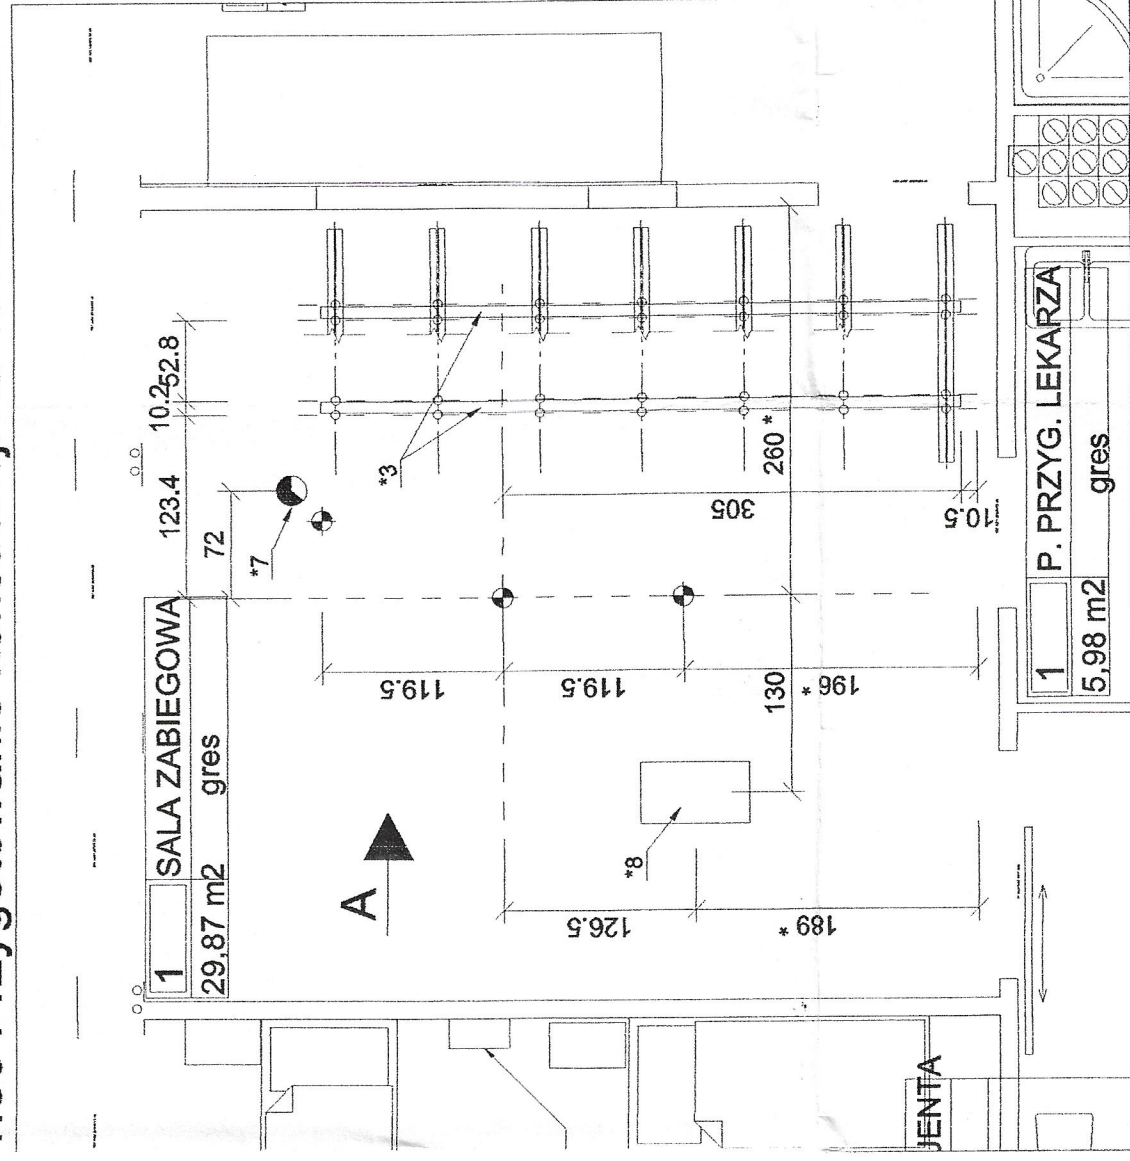 1 SALA ZABIEGOWA
29,87 m2 gres
123.4
10.2
52.8
72
*7
*3
119.5
119.5
196 *
305
10.5
260 *
130
*8
126.5
189 *
A
1 P. PRZYG. LEKARZA
5,98 m2 gres
JENTA